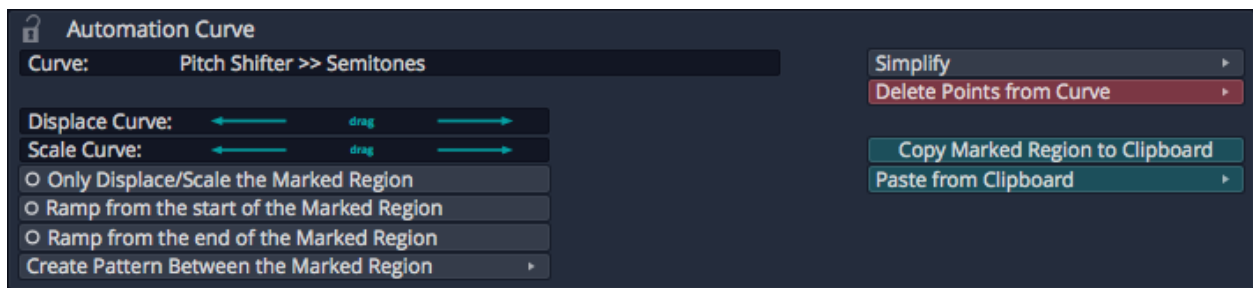 Automation Curve
Curve: Pitch Shifter >> Semitones
Simplify
Delete Points from Curve
Displace Curve: drag
Scale Curve: drag
Copy Marked Region to Clipboard
Only Displace/Scale the Marked Region
Paste from Clipboard
Ramp from the start of the Marked Region
Ramp from the end of the Marked Region
Create Pattern Between the Marked Region